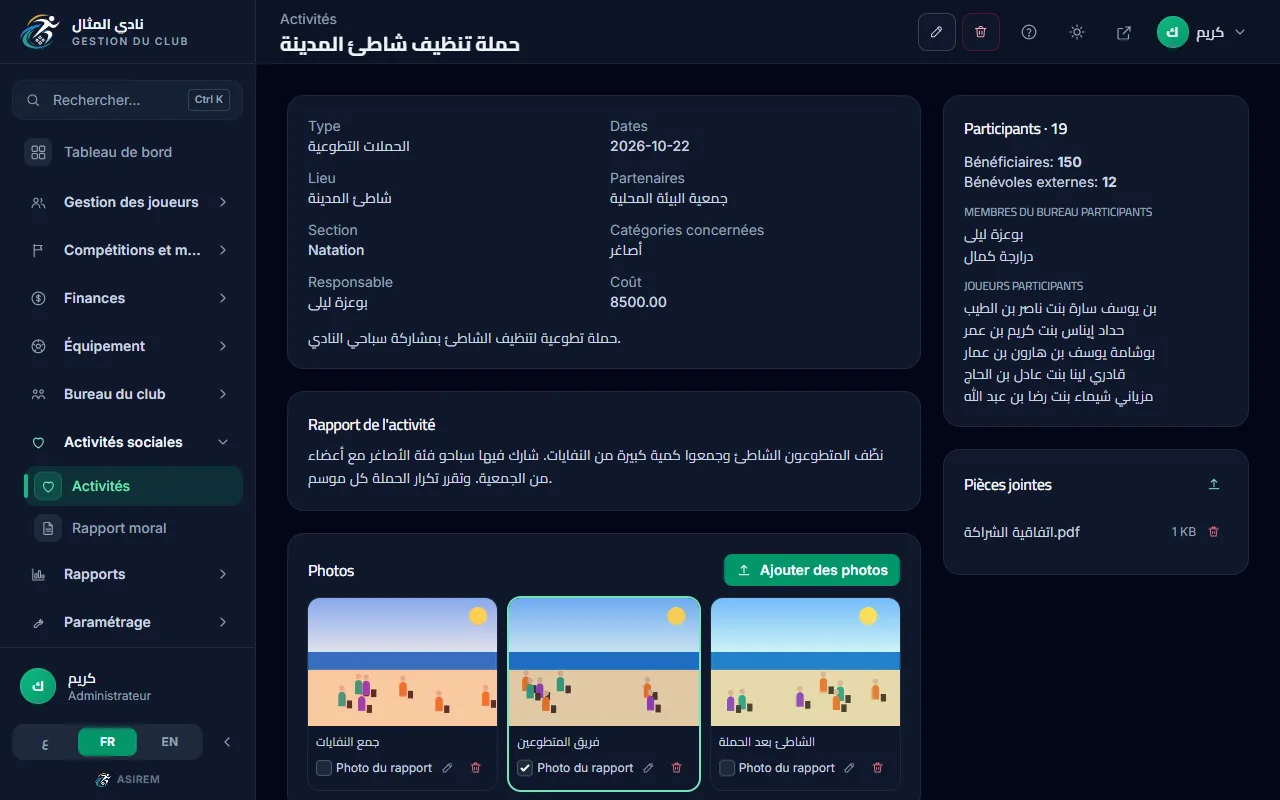 نادي المثال
GESTION DU CLUB
Rechercher...
Ctrl K
Tableau de bord
Gestion des joueurs
Compétitions et m...
Finances
Équipement
Bureau du club
Activités sociales
Activités
Rapport moral
Rapports
Paramétrage
ك
كريم
Administrateur
ع
FR
EN
ASIREM
Activités
حملة تنظيف شاطئ المدينة
ك
كريم
Type
الحملات التطوعية
Dates
2026-10-22
Lieu
شاطئ المدينة
Partenaires
جمعية البيئة المحلية
Section
Natation
Catégories concernées
أصاغر
Responsable
بوعزة ليلى
Coût
8500.00
حملة تطوعية لتنظيف الشاطئ بمشاركة سباحي النادي.
Rapport de l'activité
نظّف المتطوعون الشاطئ وجمعوا كمية كبيرة من النفايات. شارك فيها سباحو فئة الأصاغر مع أعضاء
من الجمعية. وتقرر تكرار الحملة كل موسم.
Photos
Ajouter des photos
جمع النفايات
Photo du rapport
فريق المتطوعين
Photo du rapport
الشاطئ بعد الحملة
Photo du rapport
Participants · 19
Bénéficiaires: 150
Bénévoles externes: 12
MEMBRES DU BUREAU PARTICIPANTS
بوعزة ليلى
درارجة كمال
JOUEURS PARTICIPANTS
بن يوسف سارة بنت ناصر بن الطيب
حداد إيناس بنت كريم بن عمر
بوشامة يوسف بن هارون بن عمار
قادري لينا بنت عادل بن الحاج
مزياني شيماء بنت رضا بن عبد الله
Pièces jointes
اتفاقية الشراكة.pdf
1 KB